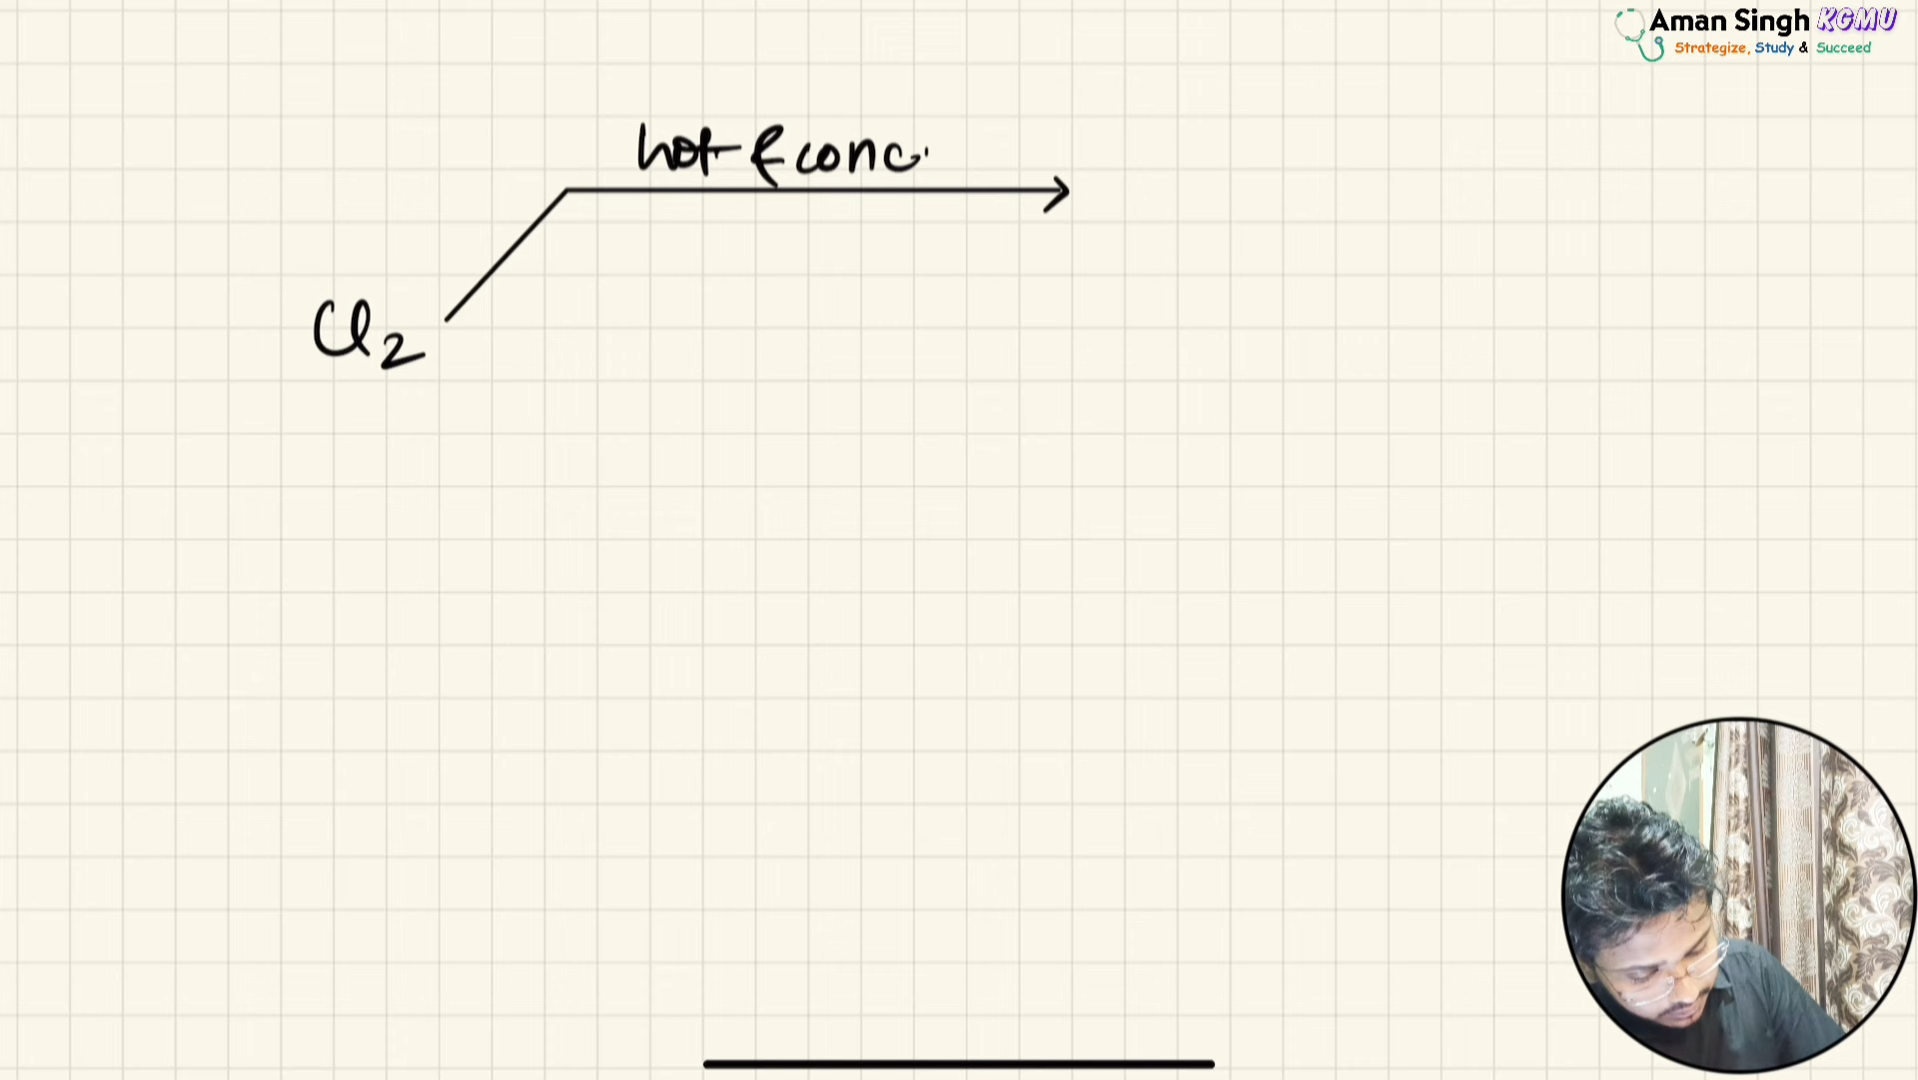 Aman Singh KGMU
Strategize, Study & Succeed
hot & conc.
Cl2